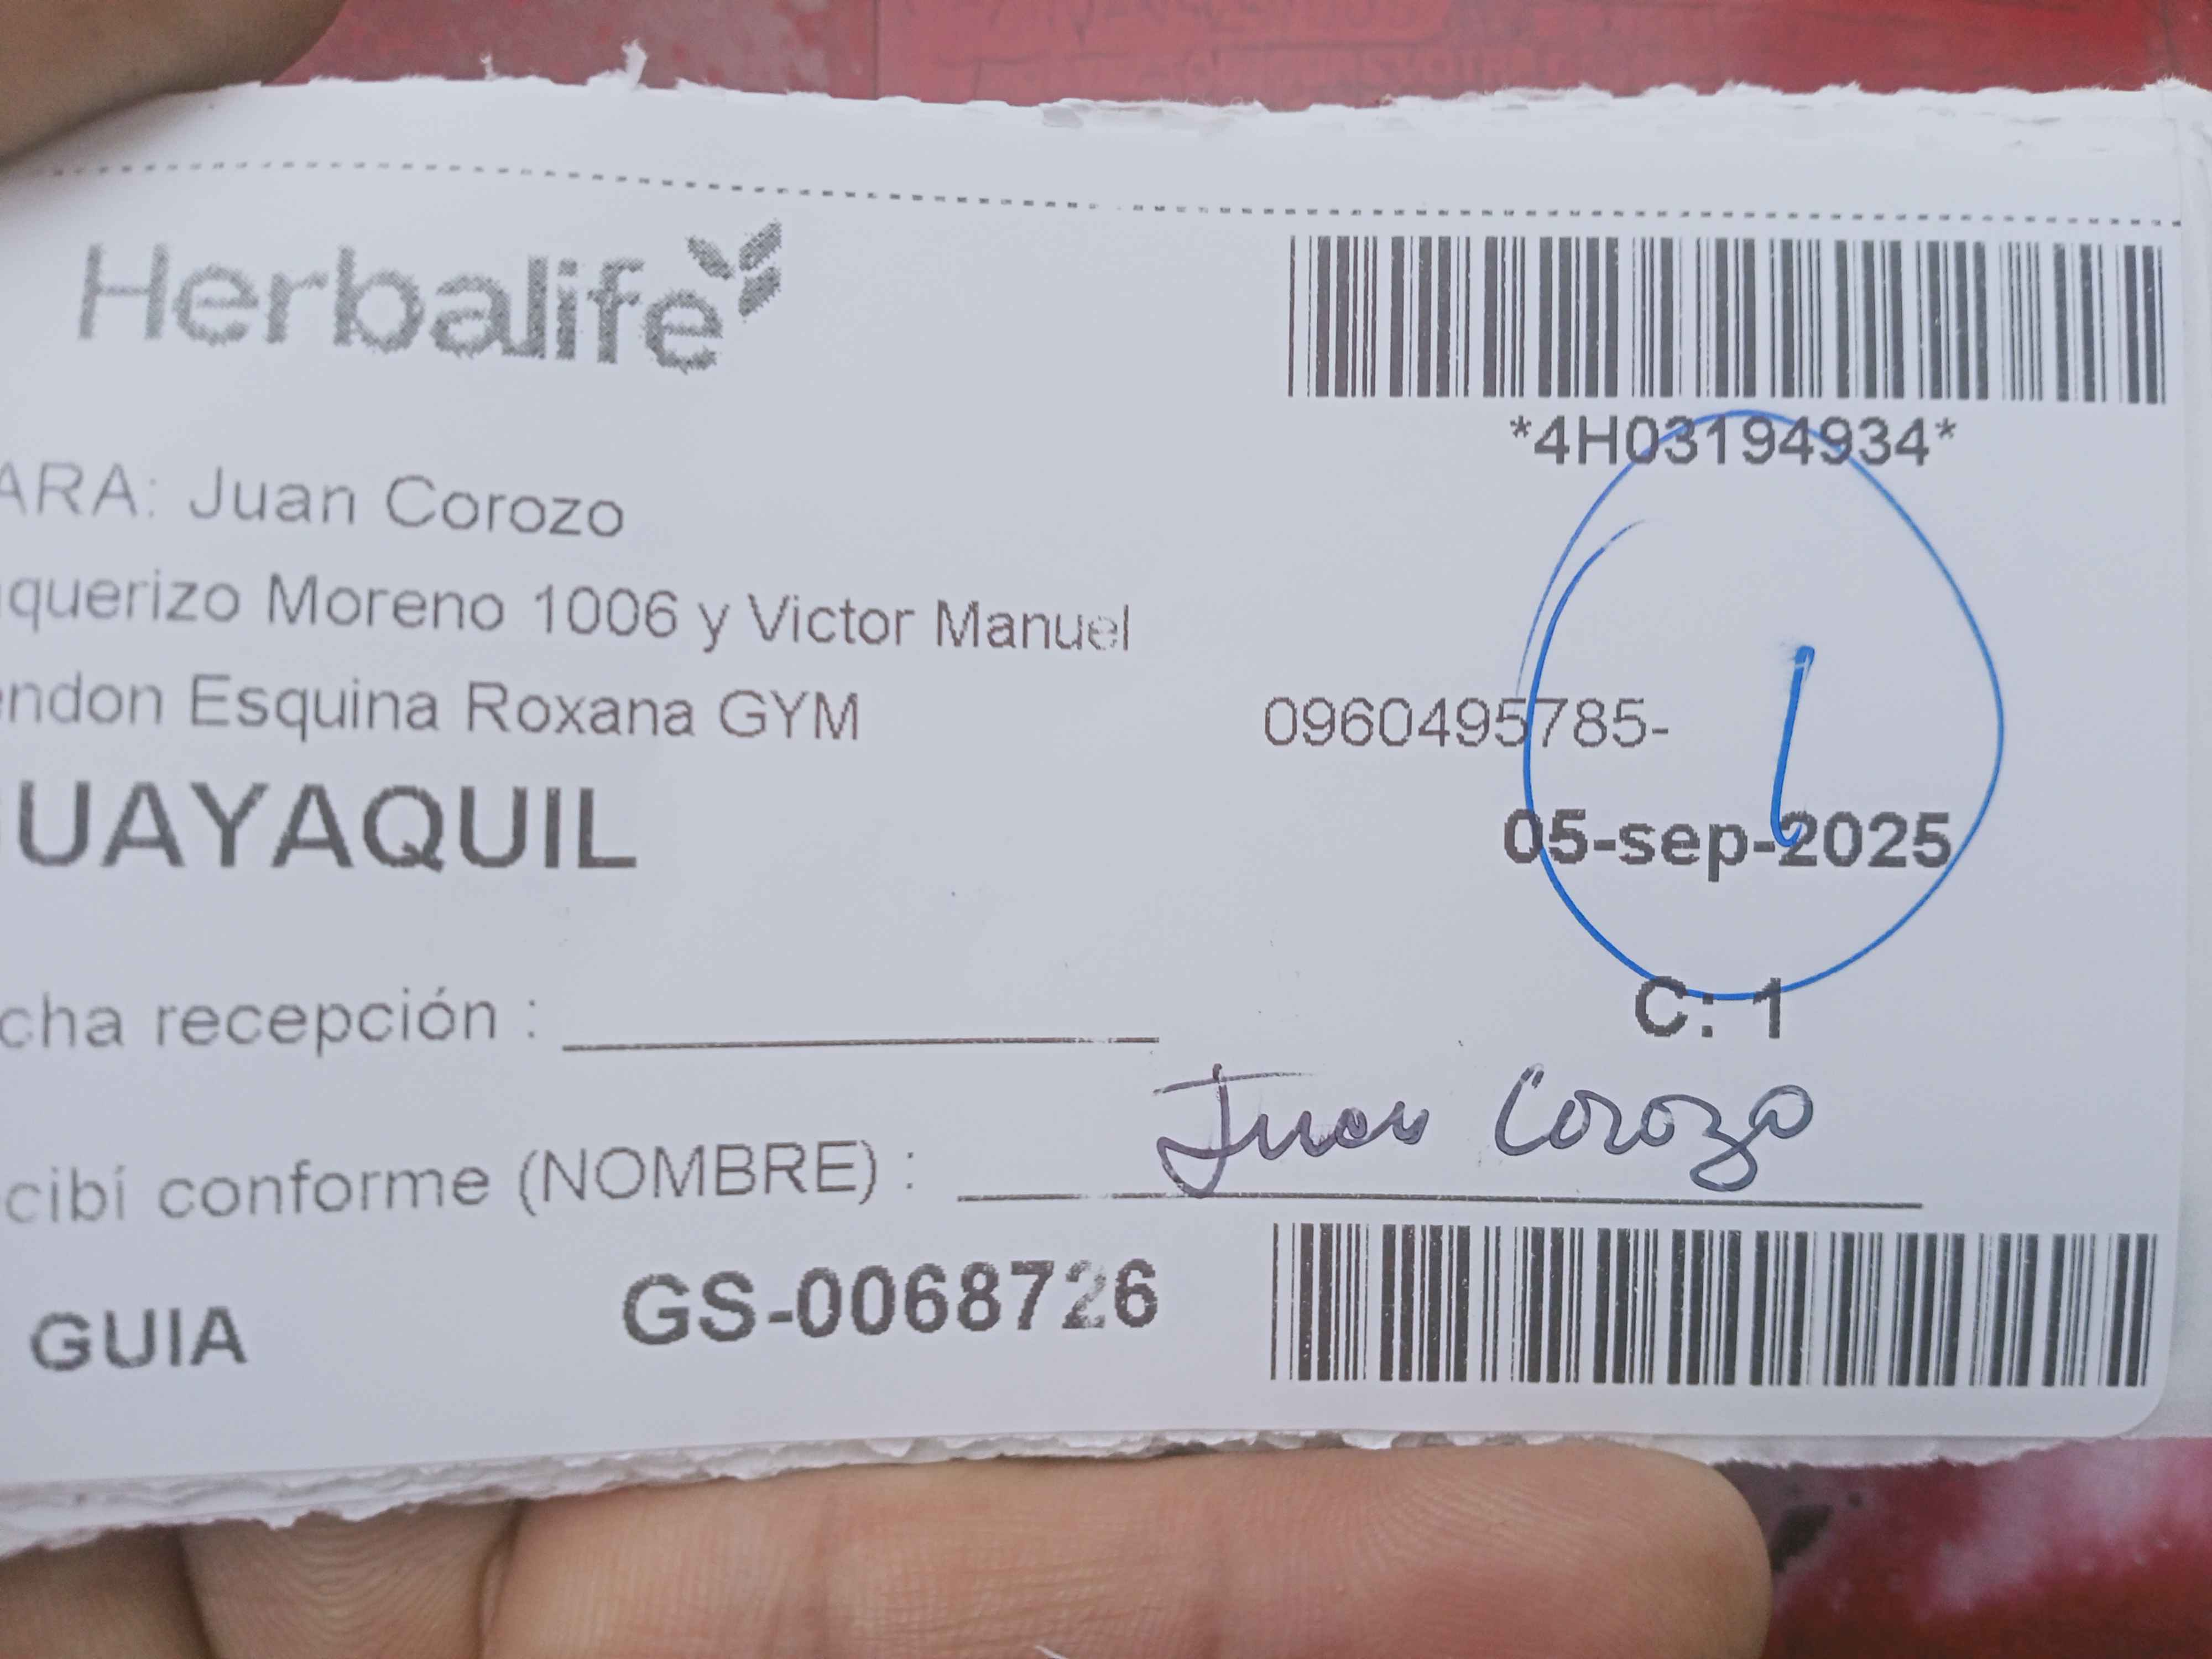 Herbalife
*4H03194934*
ARA: Juan Corozo
querizo Moreno 1006 y Victor Manuel
endon Esquina Roxana GYM
0960495785-
UAYAQUIL
05-sep-2025
C: 1
cha recepción :
cibí conforme (NOMBRE) : Juan Corozo
GUIA GS-0068726